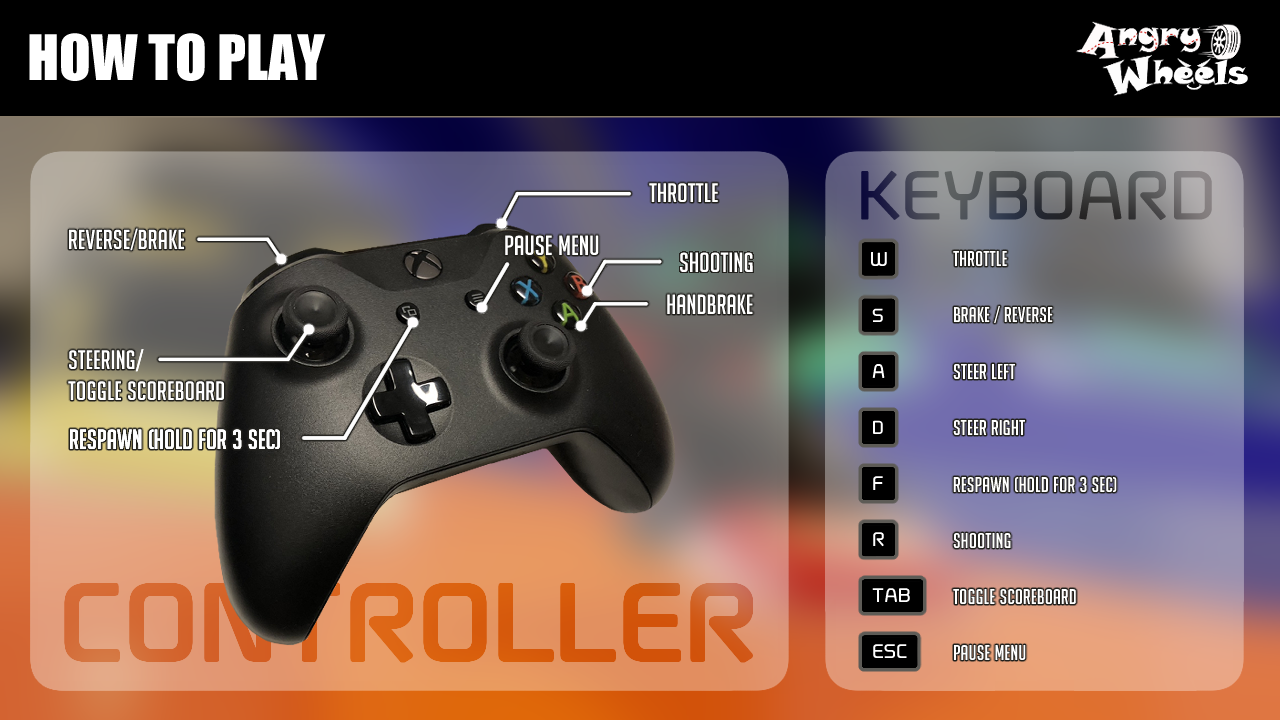 HOW TO PLAY
Angry
Wheels
THROTTLE
REVERSE/BRAKE
PAUSE MENU
SHOOTING
HANDBRAKE
STEERING/
TOGGLE SCOREBOARD
RESPAWN (HOLD FOR 3 SEC)
Y
X
A
A
CONTROLLER
KEYBOARD
W THROTTLE
S BRAKE / REVERSE
A STEER LEFT
D STEER RIGHT
F RESPAWN (HOLD FOR 3 SEC)
R SHOOTING
TAB TOGGLE SCOREBOARD
ESC PAUSE MENU